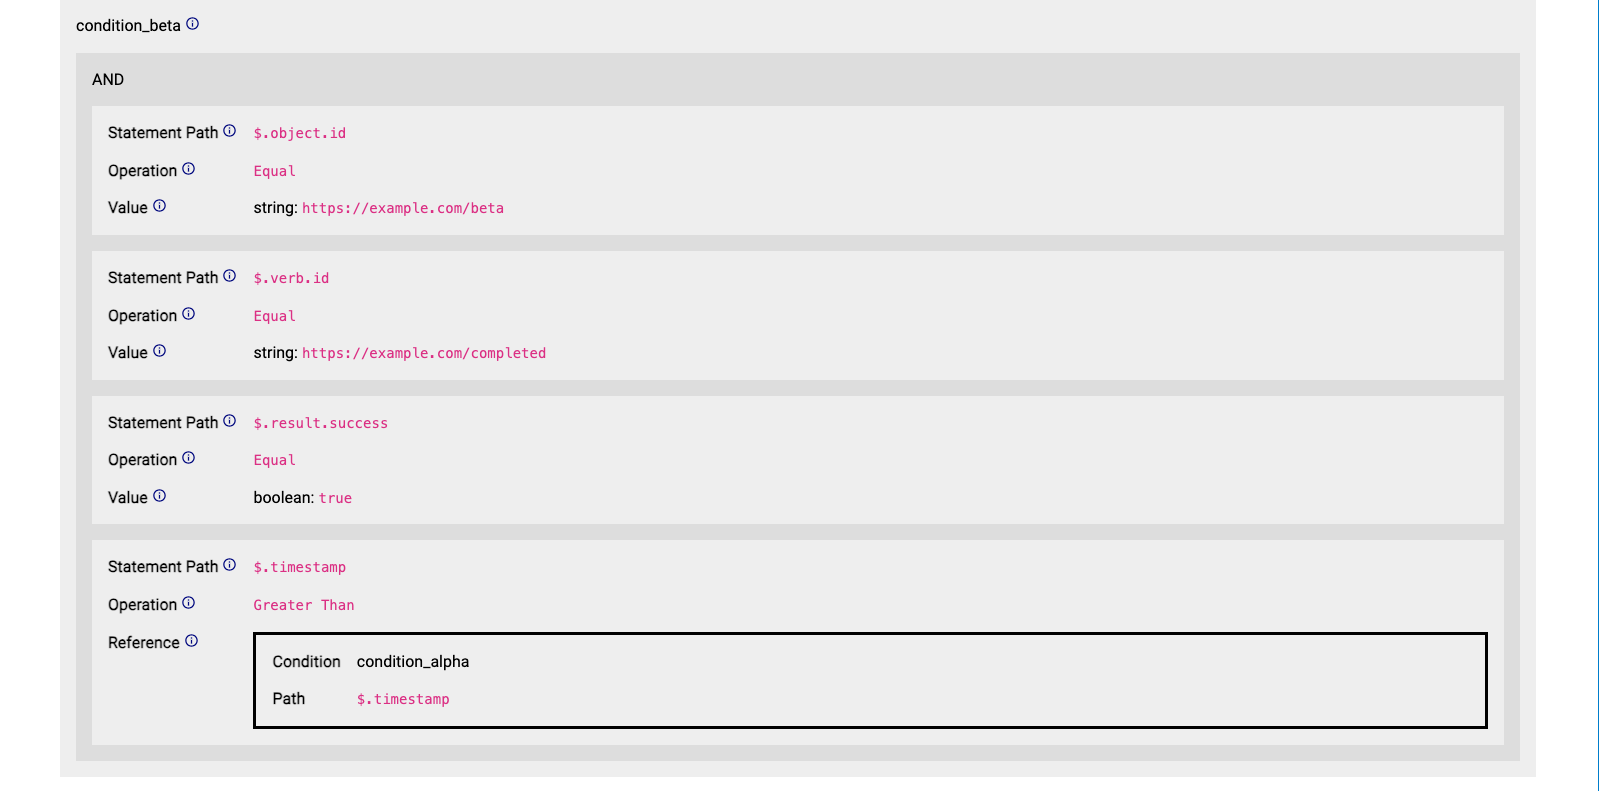 condition_beta
AND
Statement Path $.object.id
Operation Equal
Value string: https://example.com/beta
Statement Path $.verb.id
Operation Equal
Value string: https://example.com/completed
Statement Path $.result.success
Operation Equal
Value boolean: true
Statement Path $.timestamp
Operation Greater Than
Reference
Condition condition_alpha
Path $.timestamp